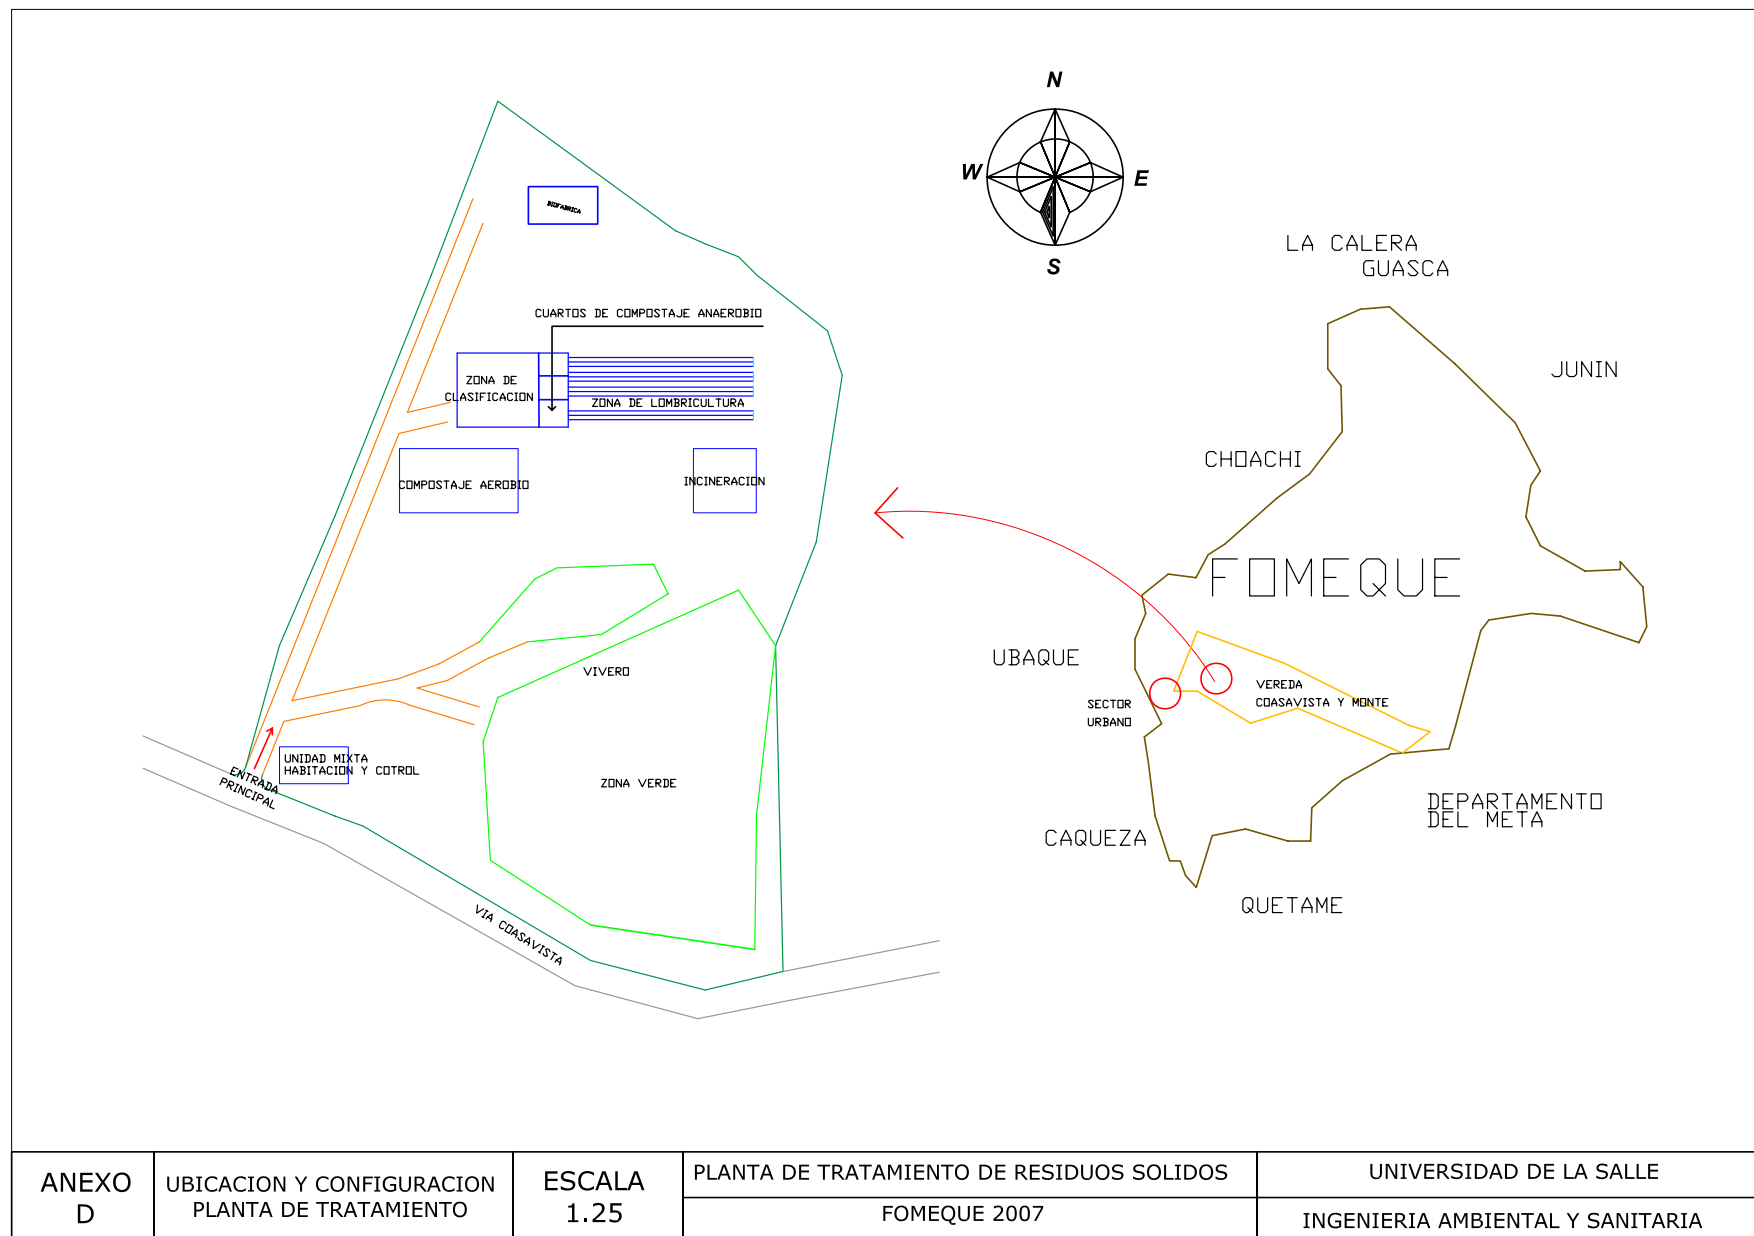 N
W
E
S
BIOFABRICA
CUARTOS DE COMPOSTAJE ANAEROBIO
ZONA DE
CLASIFICACION
ZONA DE LOMBRICULTURA
COMPOSTAJE AEROBIO
INCINERACION
VIVERO
ZONA VERDE
UNIDAD MIXTA
HABITACION Y COTROL
ENTRADA
PRINCIPAL
VIA COASAVISTA
LA CALERA
GUASCA
JUNIN
CHOACHI
FOMEQUE
UBAQUE
SECTOR
URBANO
VEREDA
COASAVISTA Y MONTE
DEPARTAMENTO
DEL META
CAQUEZA
QUETAME
ANEXO
D
UBICACION Y CONFIGURACION
PLANTA DE TRATAMIENTO
ESCALA
1.25
PLANTA DE TRATAMIENTO DE RESIDUOS SOLIDOS
FOMEQUE 2007
UNIVERSIDAD DE LA SALLE
INGENIERIA AMBIENTAL Y SANITARIA